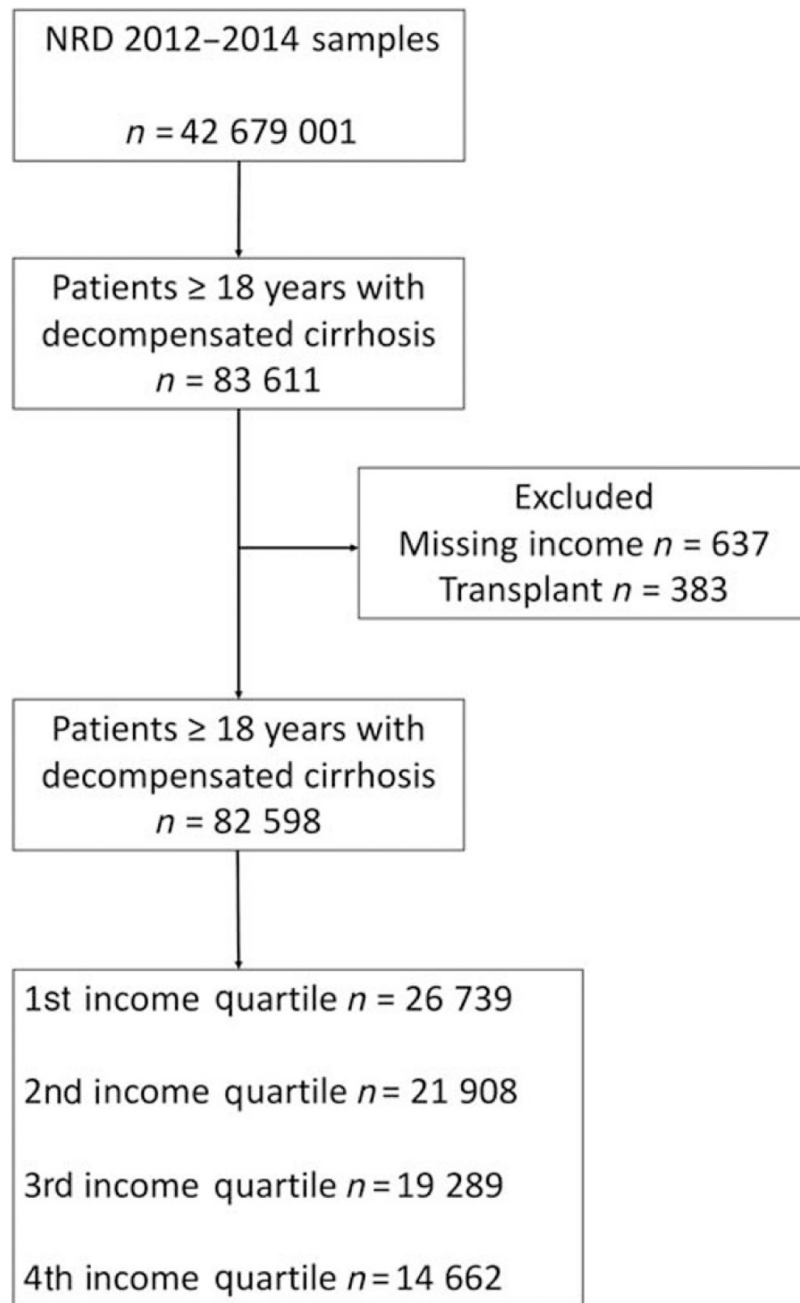 NRD 2012–2014 samples
n = 42 679 001
Patients ≥ 18 years with
decompensated cirrhosis
n = 83 611
Excluded
Missing income n = 637
Transplant n = 383
Patients ≥ 18 years with
decompensated cirrhosis
n = 82 598
1st income quartile n = 26 739
2nd income quartile n = 21 908
3rd income quartile n = 19 289
4th income quartile n = 14 662